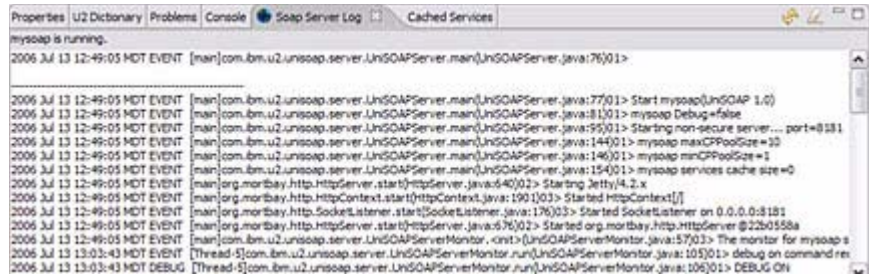 Properties U2 Dictionary Problems Console Soap Server Log Cached Services
mysoap is running.
2006 Jul 13 12:49:05 MDT EVENT [main]com.ibm.u2.unisoap.server.UniSOAPServer.main(UniSOAPServer.java:76)01>
----------------------------------------------------
2006 Jul 13 12:49:05 MDT EVENT [main]com.ibm.u2.unisoap.server.UniSOAPServer.main(UniSOAPServer.java:77)01> Start mysoap(UniSOAP 1.0)
2006 Jul 13 12:49:05 MDT EVENT [main]com.ibm.u2.unisoap.server.UniSOAPServer.main(UniSOAPServer.java:81)01> mysoap Debug=false
2006 Jul 13 12:49:05 MDT EVENT [main]com.ibm.u2.unisoap.server.UniSOAPServer.main(UniSOAPServer.java:95)01> Starting non-secure server... port=8181
2006 Jul 13 12:49:05 MDT EVENT [main]com.ibm.u2.unisoap.server.UniSOAPServer.main(UniSOAPServer.java:144)01> mysoap maxCPPoolSize=10
2006 Jul 13 12:49:05 MDT EVENT [main]com.ibm.u2.unisoap.server.UniSOAPServer.main(UniSOAPServer.java:146)01> mysoap minCPPoolSize=1
2006 Jul 13 12:49:05 MDT EVENT [main]com.ibm.u2.unisoap.server.UniSOAPServer.main(UniSOAPServer.java:154)01> mysoap services cache size=0
2006 Jul 13 12:49:05 MDT EVENT [main]org.mortbay.http.HttpServer.start(HttpServer.java:640)02> Starting Jetty/4.2.x
2006 Jul 13 12:49:05 MDT EVENT [main]org.mortbay.http.HttpContext.start(HttpContext.java:1901)03> Started HttpContext[/]
2006 Jul 13 12:49:05 MDT EVENT [main]org.mortbay.http.SocketListener.start(SocketListener.java:176)03> Started SocketListener on 0.0.0.0:8181
2006 Jul 13 12:49:05 MDT EVENT [main]org.mortbay.http.HttpServer.start(HttpServer.java:676)02> Started org.mortbay.http.HttpServer@22b0558a
2006 Jul 13 12:49:05 MDT EVENT [main]com.ibm.u2.unisoap.server.UniSOAPServerMonitor.<init>(UniSOAPServerMonitor.java:57)03> The monitor for mysoap s
2006 Jul 13 13:03:43 MDT EVENT [Thread-5]com.ibm.u2.unisoap.server.UniSOAPServerMonitor.run(UniSOAPServerMonitor.java:105)01> debug on command re
2006 Jul 13 13:03:43 MDT DEBUG [Thread-5]com.ibm.u2.unisoap.server.UniSOAPServerMonitor.run(UniSOAPServerMonitor.java:106)01> DEBUG ON